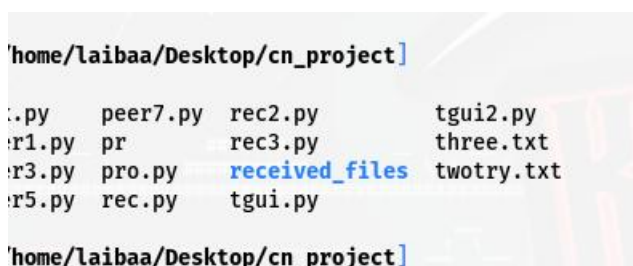 /home/laibaa/Desktop/cn_project]
.py peer7.py rec2.py tgui2.py
r1.py pr rec3.py three.txt
r3.py pro.py received_files twotry.txt
r5.py rec.py tgui.py
/home/laibaa/Desktop/cn_project]